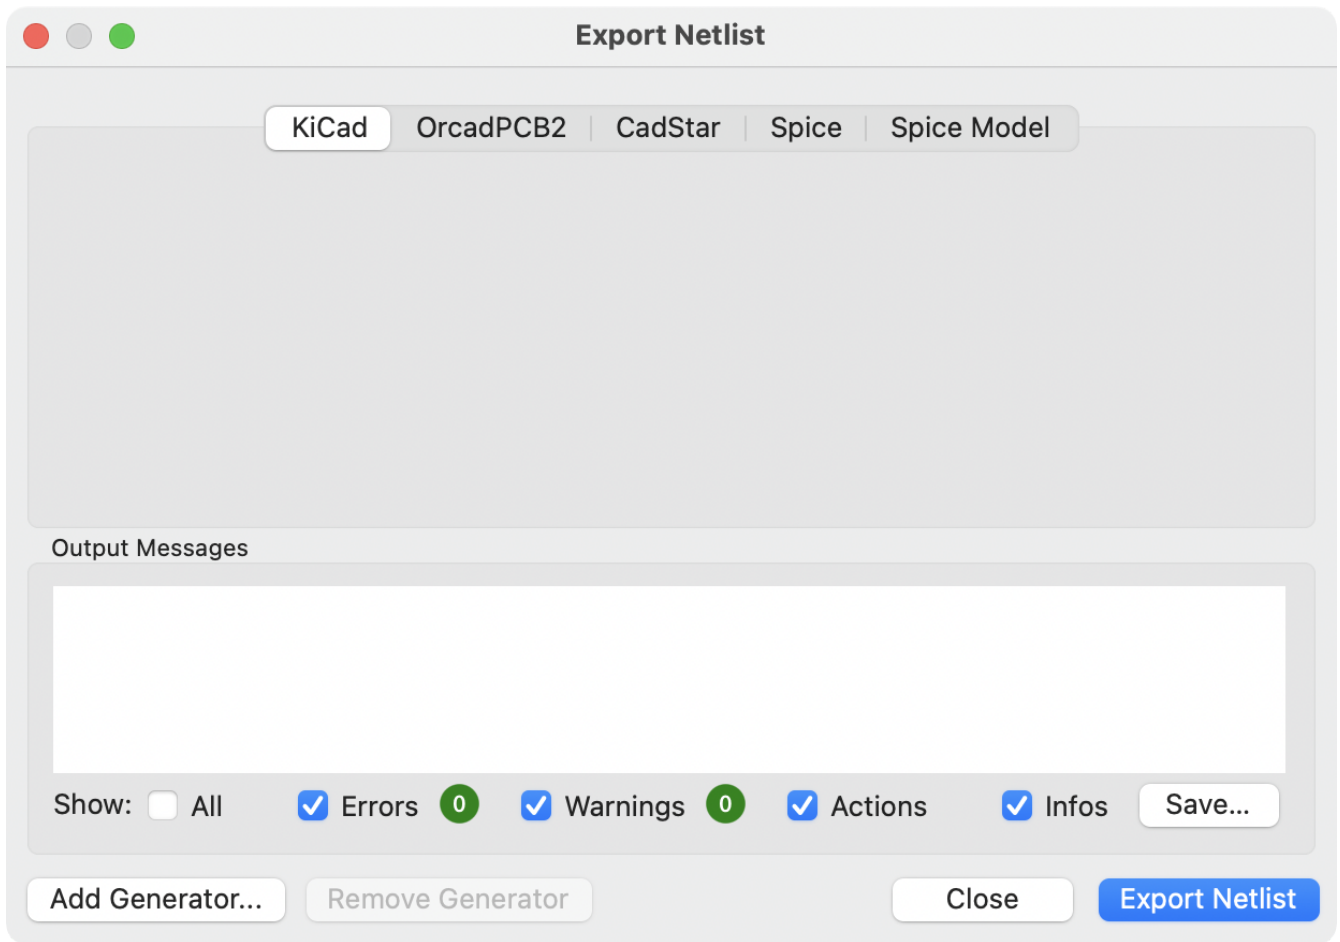 Export Netlist
KiCad OrcadPCB2 CadStar Spice Spice Model
Output Messages
Show: All Errors 0 Warnings 0 Actions Infos Save...
Add Generator... Remove Generator Close Export Netlist